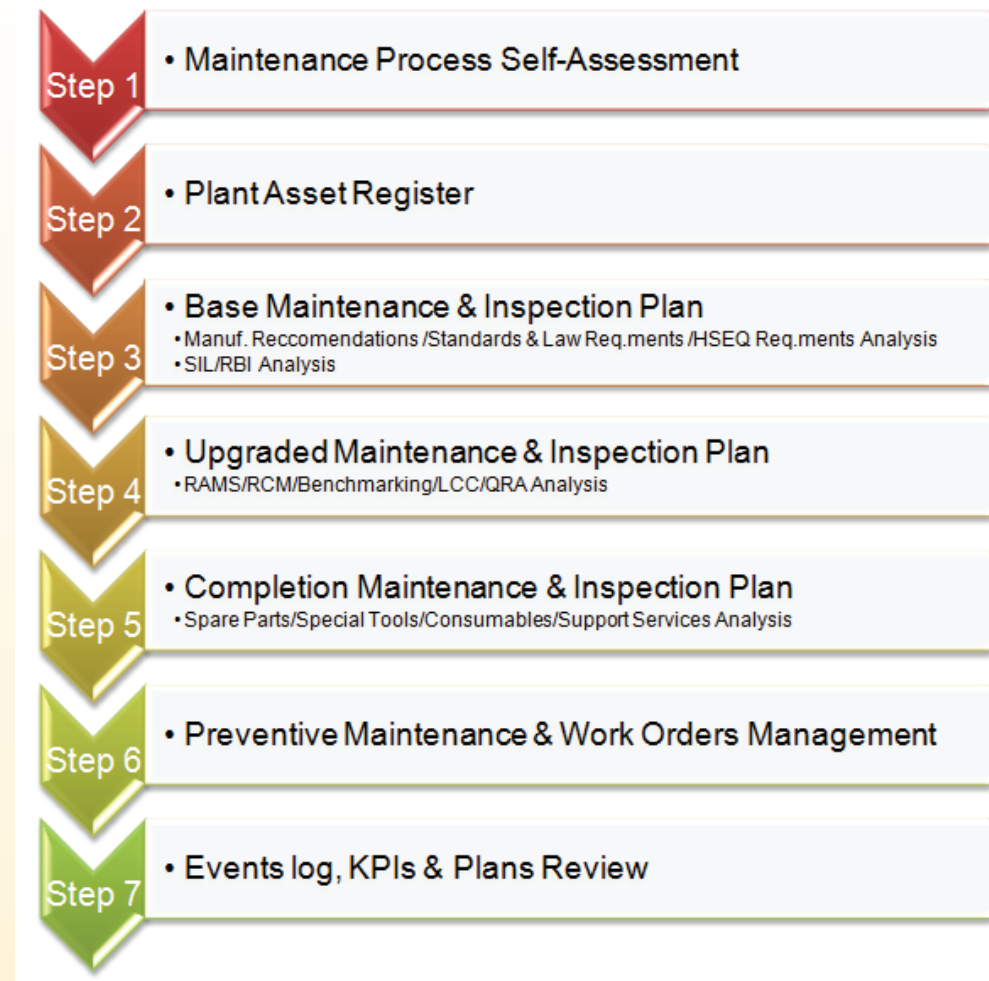 Step 1
• Maintenance Process Self-Assessment
Step 2
• Plant Asset Register
Step 3
• Base Maintenance & Inspection Plan
• Manuf. Reccomendations /Standards & Law Req.ments /HSEQ Req.ments Analysis
• SIL/RBI Analysis
Step 4
• Upgraded Maintenance & Inspection Plan
• RAMS/RCM/Benchmarking/LCC/QRA Analysis
Step 5
• Completion Maintenance & Inspection Plan
• Spare Parts/Special Tools/Consumables/Support Services Analysis
Step 6
• Preventive Maintenance & Work Orders Management
Step 7
• Events log, KPIs & Plans Review